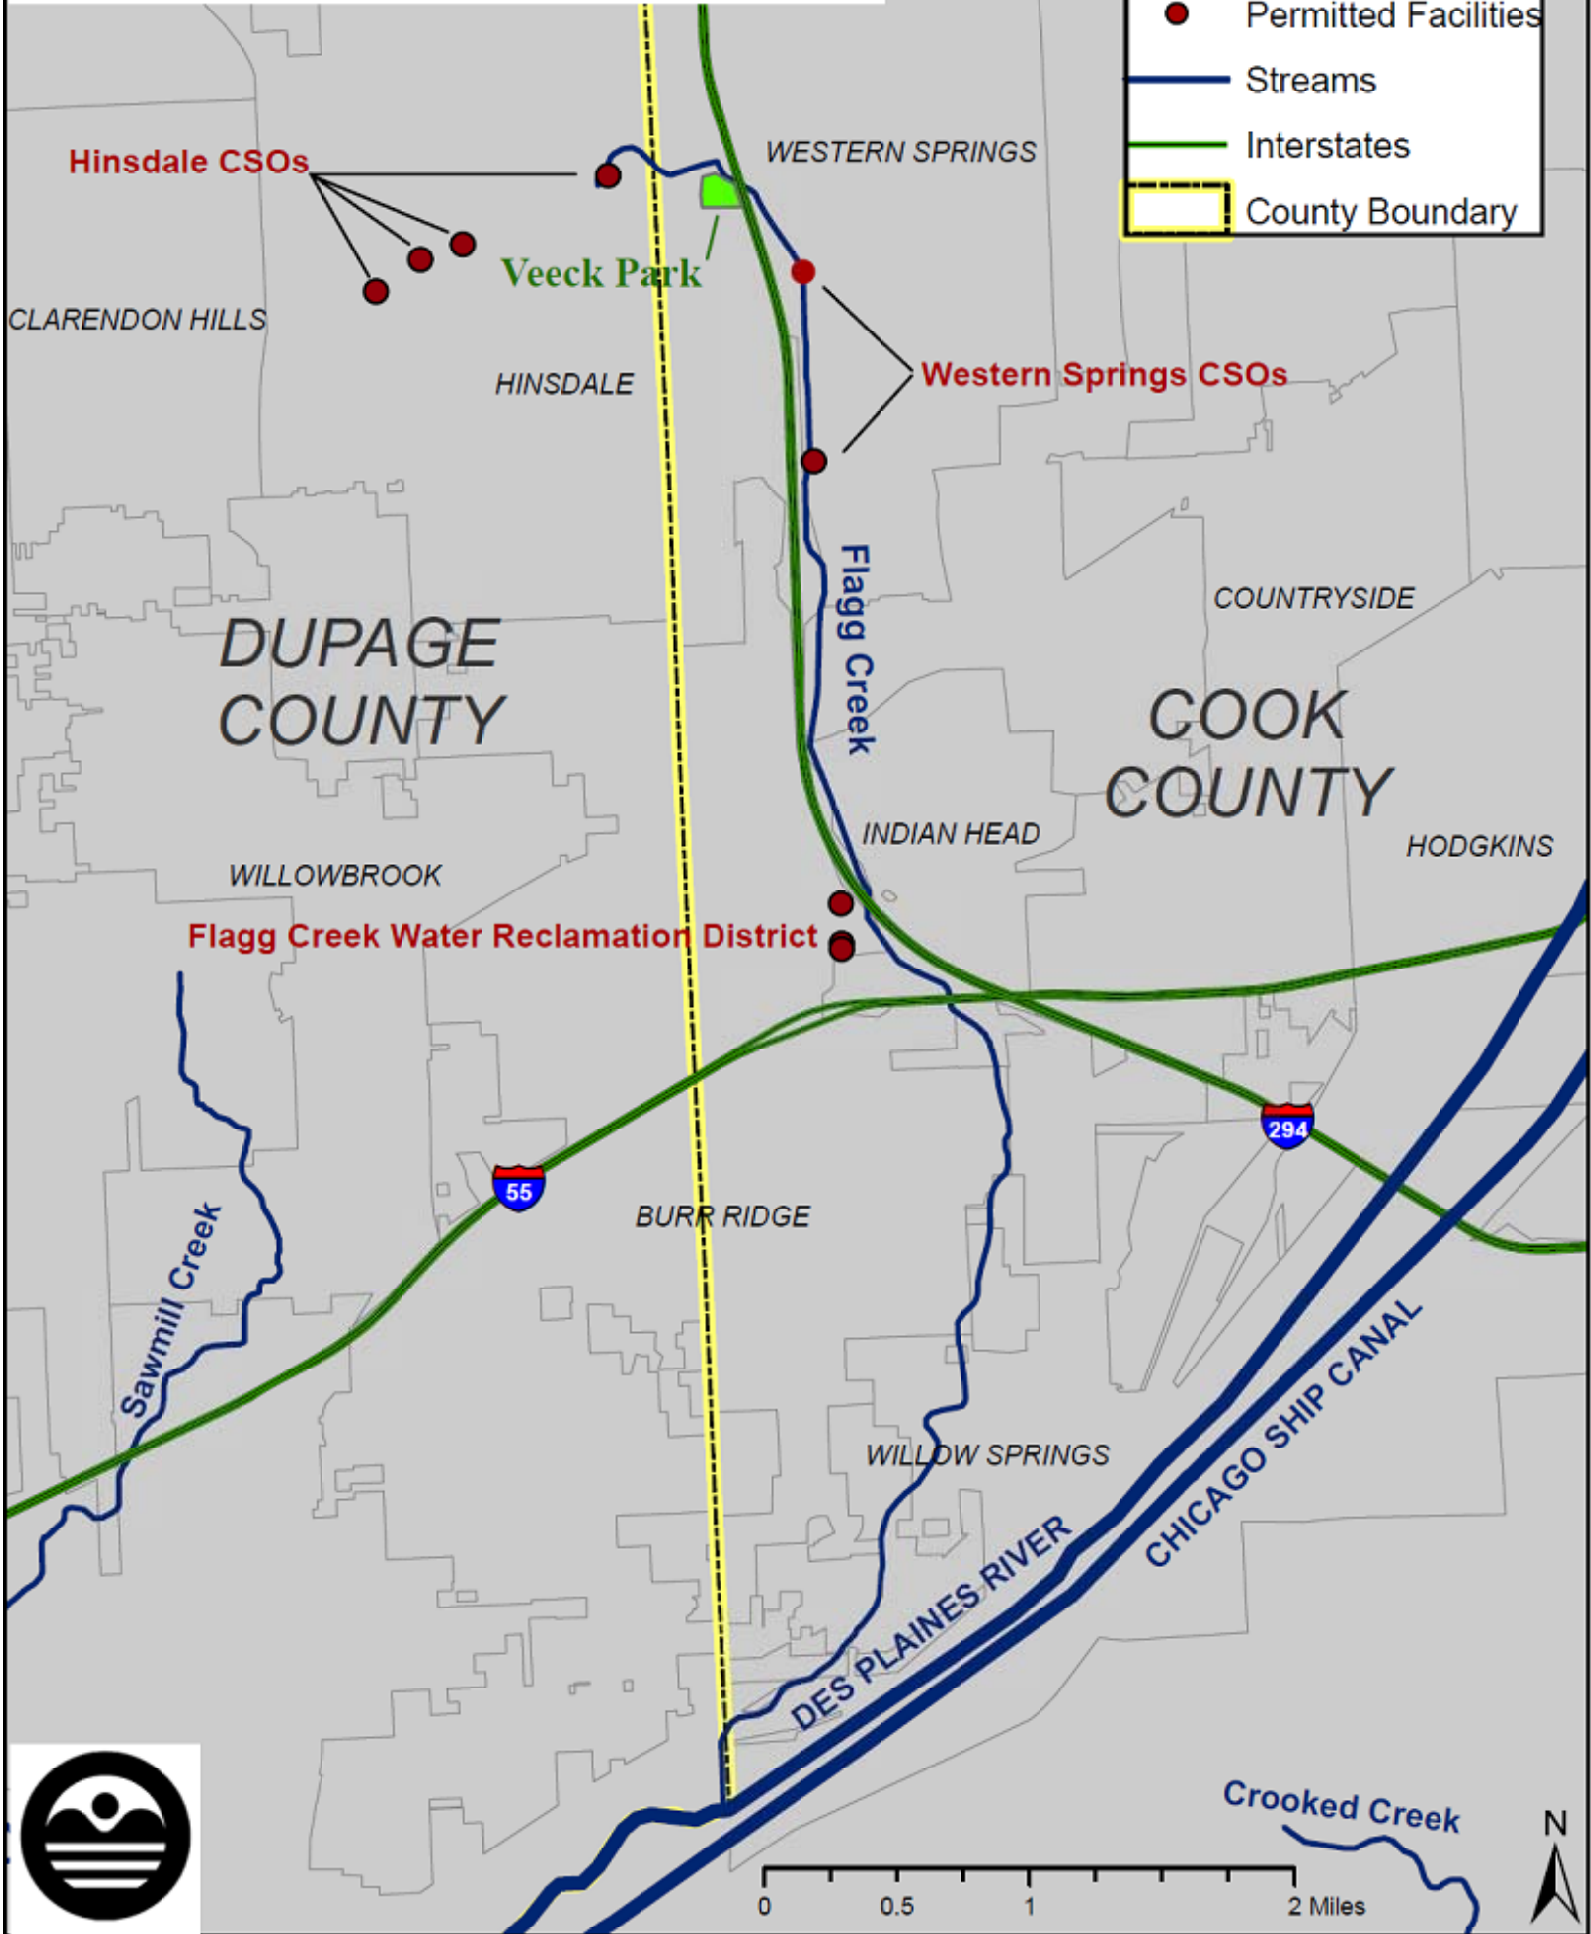 Permitted Facilities
Streams
Interstates
County Boundary
WESTERN SPRINGS
Hinsdale CSOs
Veeck Park
CLARENDON HILLS
HINSDALE
Western Springs CSOs
Flagg Creek
COUNTRYSIDE
DUPAGE
COUNTY
COOK
COUNTY
INDIAN HEAD
HODGKINS
WILLOWBROOK
Flagg Creek Water Reclamation District
294
55
BURR RIDGE
Sawmill Creek
WILLOW SPRINGS
CHICAGO SHIP CANAL
DES PLAINES RIVER
Crooked Creek
N
0 0.5 1 2 Miles